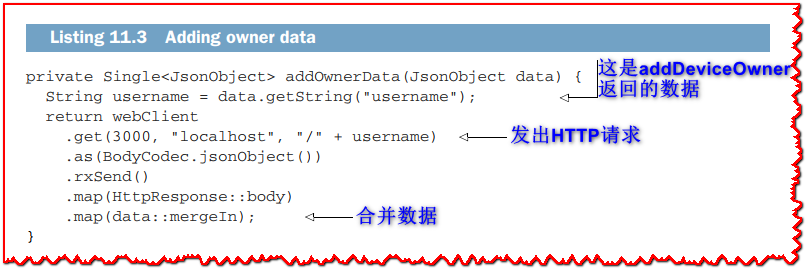 Listing 11.3 Adding owner data
private Single<JsonObject> addOwnerData(JsonObject data) {
String username = data.getString("username");
这是addDeviceOwner
返回的数据
return webClient
.get(3000, "localhost", "/" + username)
发出HTTP请求
.as(BodyCodec.jsonObject())
.rxSend()
.map(HttpResponse::body)
.map(data::mergeIn);
合并数据
}